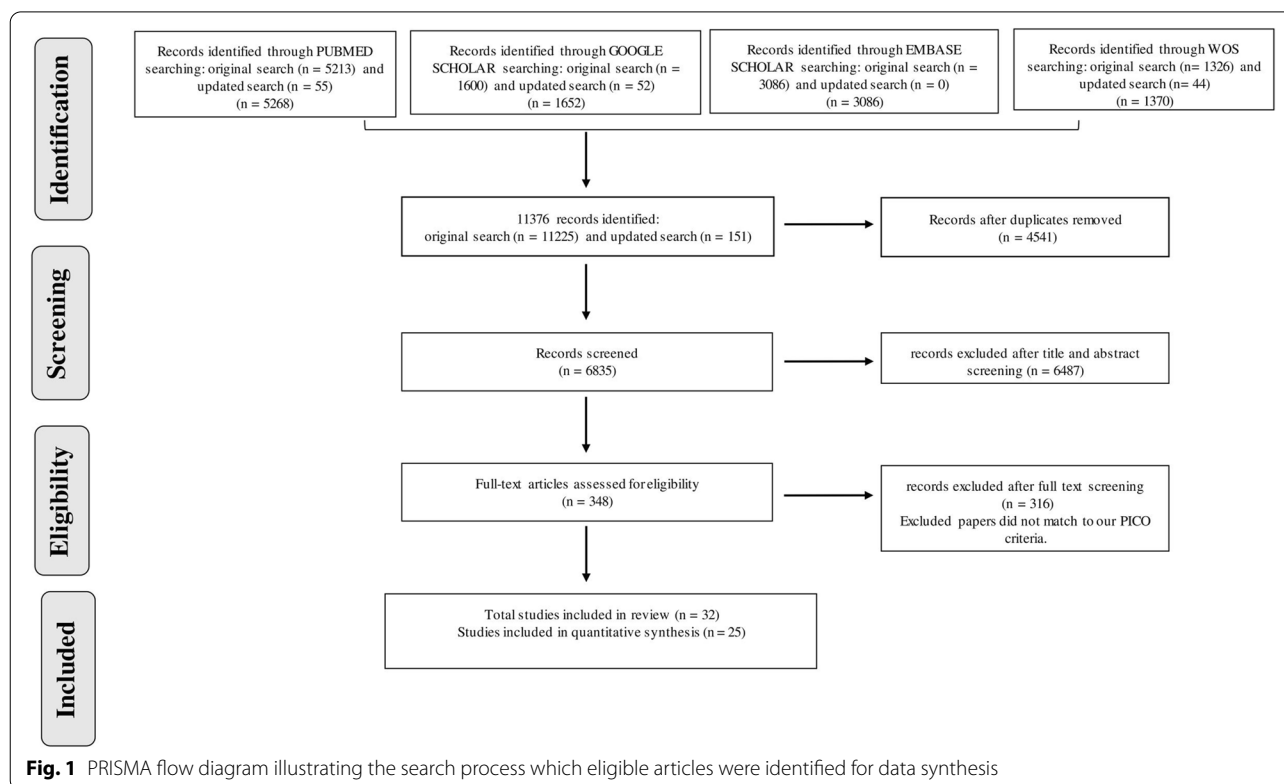 Identification
Records identified through PUBMED
searching: original search (n = 5213) and
updated search (n = 55)
(n = 5268)
Records identified through GOOGLE
SCHOLAR searching: original search (n =
1600) and updated search (n = 52)
(n = 1652)
Records identified through EMBASE
SCHOLAR searching: original search (n =
3086) and updated search (n = 0)
(n = 3086)
Records identified through WOS
searching: original search (n= 1326) and
updated search (n= 44)
(n = 1370)
11376 records identified:
original search (n = 11225) and updated search (n = 151)
Records after duplicates removed
(n = 4541)
Screening
Records screened
(n = 6835)
records excluded after title and abstract
screening (n = 6487)
Eligibility
Full-text articles assessed for eligibility
(n = 348)
records excluded after full text screening
(n = 316)
Excluded papers did not match to our PICO
criteria.
Included
Total studies included in review (n = 32)
Studies included in quantitative synthesis (n = 25)
Fig. 1 PRISMA flow diagram illustrating the search process which eligible articles were identified for data synthesis